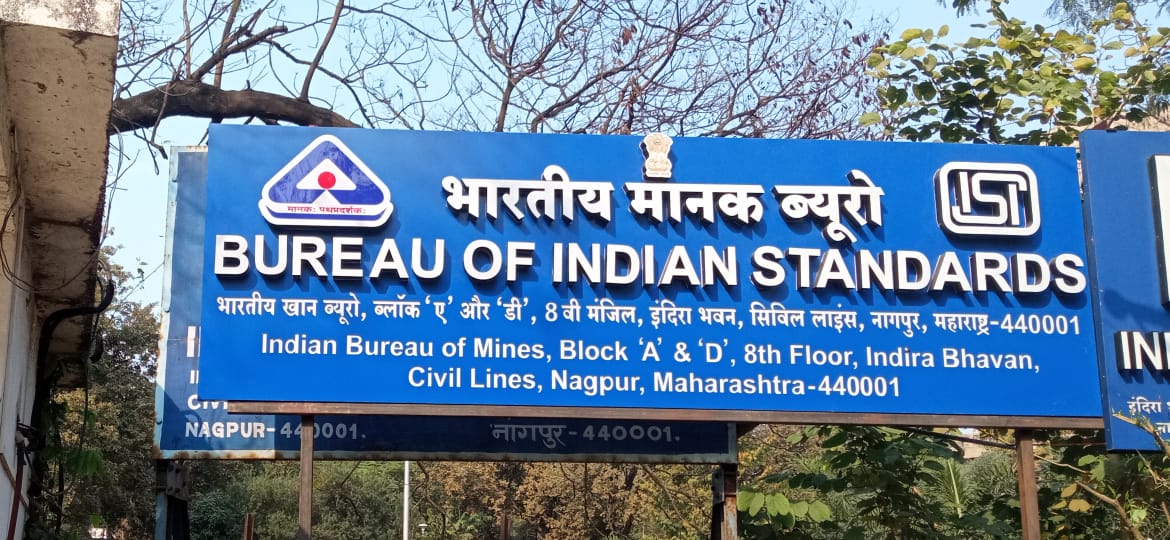 मानकः पथप्रदर्शकः
भारतीय मानक ब्यूरो
ISI
BUREAU OF INDIAN STANDARDS
भारतीय खान ब्यूरो, ब्लॉक ‘ए’ और ‘डी’, 8 वी मंजिल, इंदिरा भवन, सिविल लाइंस, नागपुर, महाराष्ट्र-440001
Indian Bureau of Mines, Block ‘A’ & ‘D’, 8th Floor, Indira Bhavan,
Civil Lines, Nagpur, Maharashtra-440001
NAGPUR-440001. नागपुर-440001.